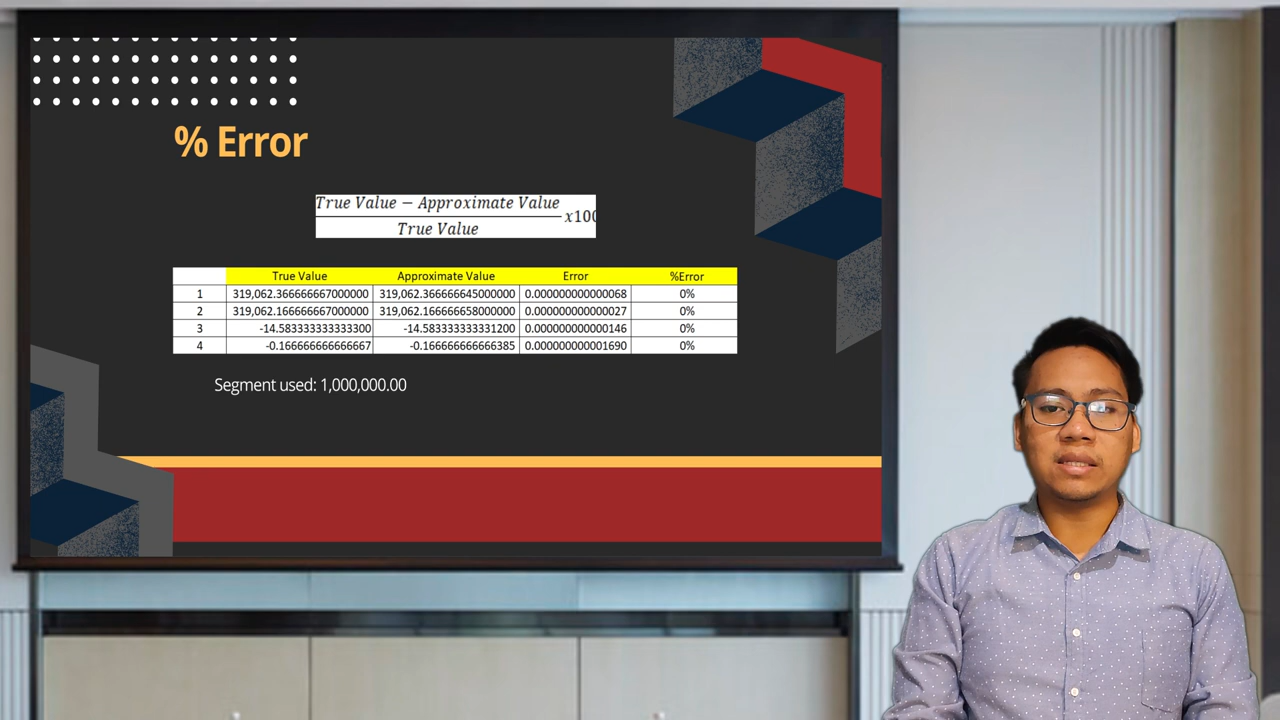 % Error
True Value − Approximate Value
x100
True Value
True Value Approximate Value Error %Error
1 319,062.366666667000000 319,062.366666645000000 0.000000000000068 0%
2 319,062.166666667000000 319,062.166666658000000 0.000000000000027 0%
3 -14.583333333333300 -14.583333333331200 0.000000000000146 0%
4 -0.166666666666667 -0.166666666666385 0.000000000001690 0%
Segment used: 1,000,000.00